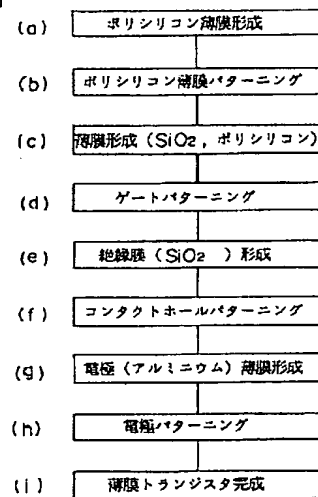 (a) ポリシリコン薄膜形成
(b) ポリシリコン薄膜パターニング
(c) 薄膜形成(SiO2,ポリシリコン)
(d) ゲートパターニング
(e) 絶縁膜(SiO2 )形成
(f) コンタクトホールパターニング
(g)電極(アルミニウム)薄膜形成
(h)電極パターニング
(i) 薄膜トランジスタ完成